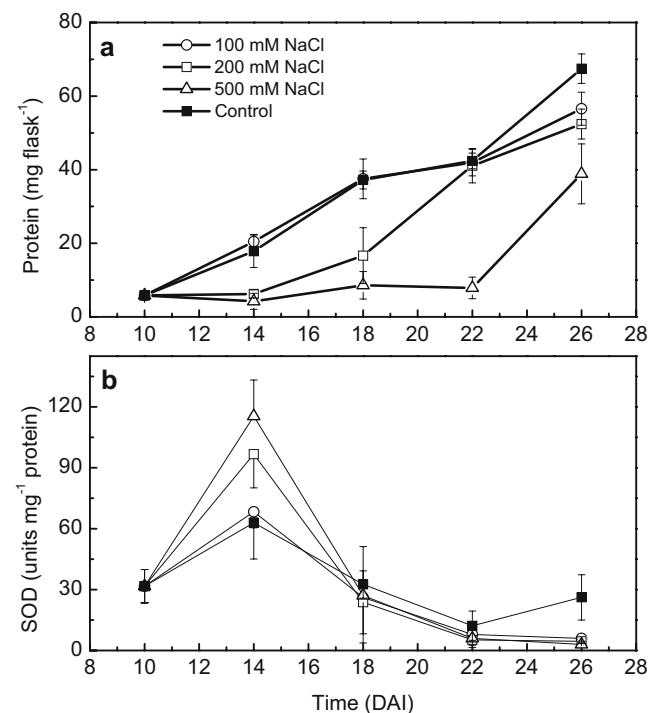 a
100 mM NaCl
200 mM NaCl
500 mM NaCl
Control
Protein (mg flask⁻¹)
80
60
40
20
0
8 10 12 14 16 18 20 22 24 26 28
b
SOD (units mg⁻¹ protein)
120
90
60
30
0
8 10 12 14 16 18 20 22 24 26 28
Time (DAI)